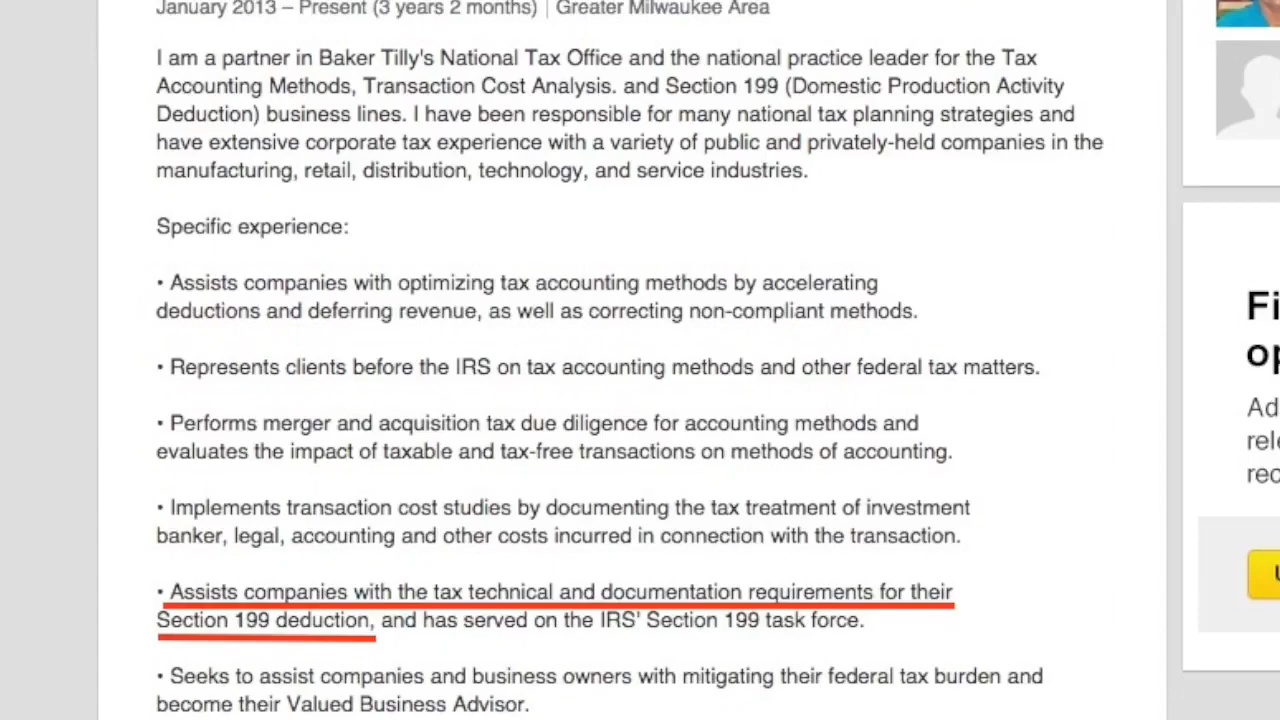 January 2013 – Present (3 years 2 months) | Greater Milwaukee Area
I am a partner in Baker Tilly's National Tax Office and the national practice leader for the Tax
Accounting Methods, Transaction Cost Analysis. and Section 199 (Domestic Production Activity
Deduction) business lines. I have been responsible for many national tax planning strategies and
have extensive corporate tax experience with a variety of public and privately-held companies in the
manufacturing, retail, distribution, technology, and service industries.
Specific experience:
• Assists companies with optimizing tax accounting methods by accelerating
deductions and deferring revenue, as well as correcting non-compliant methods.
• Represents clients before the IRS on tax accounting methods and other federal tax matters.
• Performs merger and acquisition tax due diligence for accounting methods and
evaluates the impact of taxable and tax-free transactions on methods of accounting.
• Implements transaction cost studies by documenting the tax treatment of investment
banker, legal, accounting and other costs incurred in connection with the transaction.
• Assists companies with the tax technical and documentation requirements for their
Section 199 deduction, and has served on the IRS' Section 199 task force.
• Seeks to assist companies and business owners with mitigating their federal tax burden and
become their Valued Business Advisor.
Fi
op
Ad
rele
rec